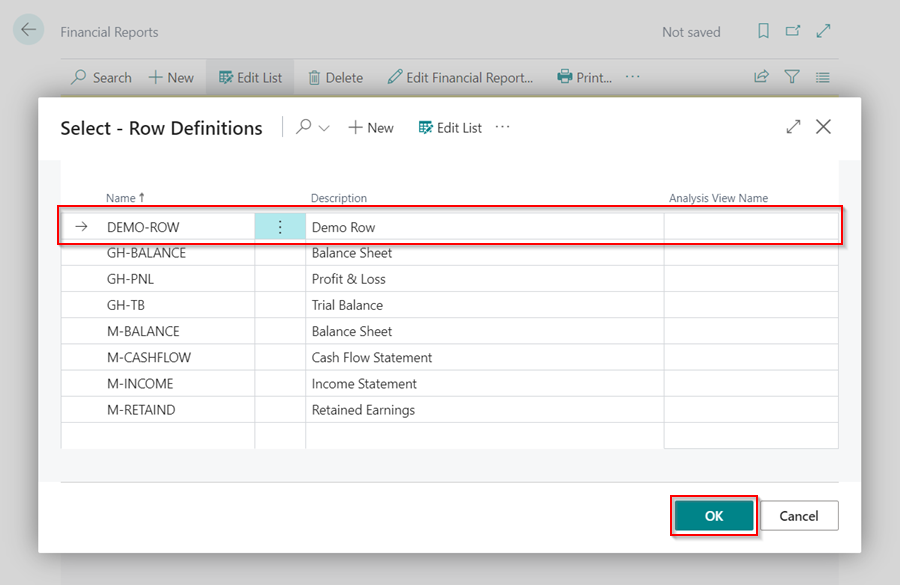 Financial Reports Not saved
Search New Edit List Delete Edit Financial Report... Print... ...
Select - Row Definitions New Edit List ...
Name ↑ Description Analysis View Name
→ DEMO-ROW ⋮ Demo Row
GH-BALANCE Balance Sheet
GH-PNL Profit & Loss
GH-TB Trial Balance
M-BALANCE Balance Sheet
M-CASHFLOW Cash Flow Statement
M-INCOME Income Statement
M-RETAIND Retained Earnings
OK Cancel